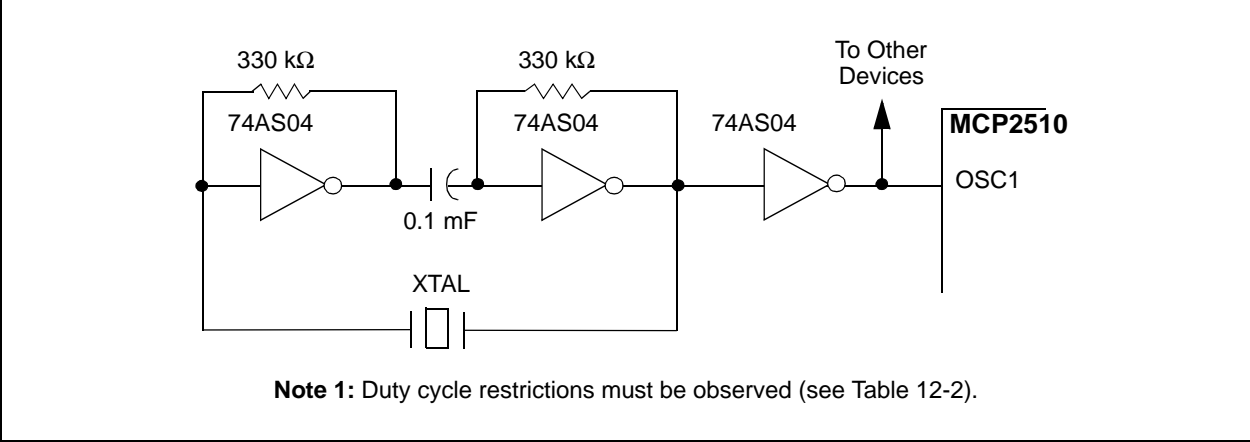 330 kΩ
330 kΩ
To Other
Devices
74AS04
74AS04
74AS04
MCP2510
OSC1
0.1 mF
XTAL
Note 1: Duty cycle restrictions must be observed (see Table 12-2).